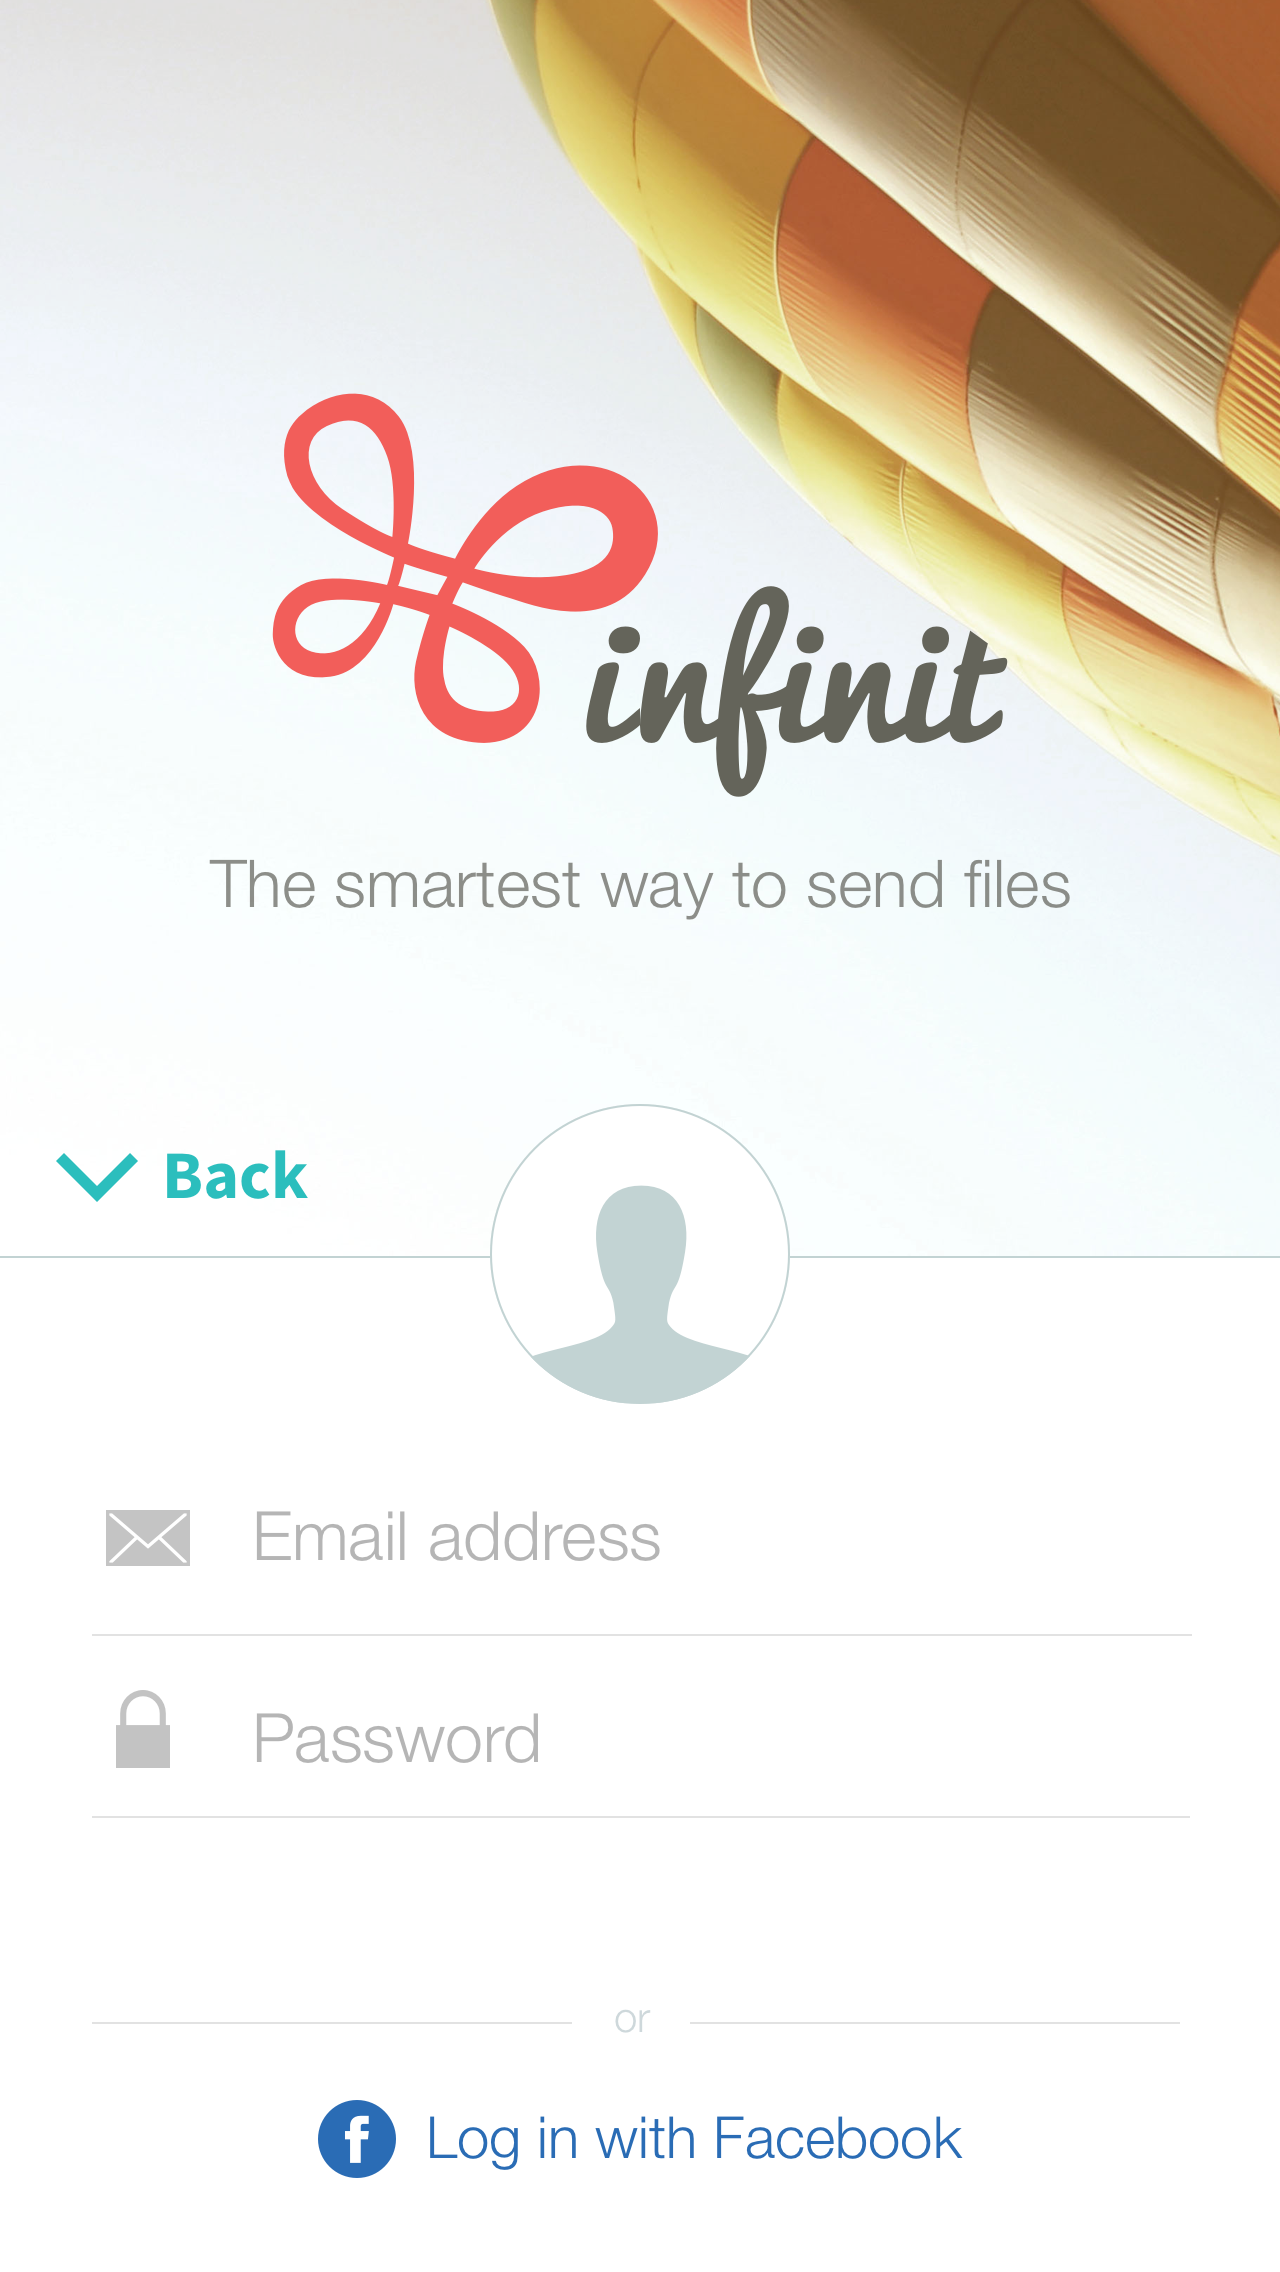 infinit
The smartest way to send files
Back
Email address
Password
or
Log in with Facebook